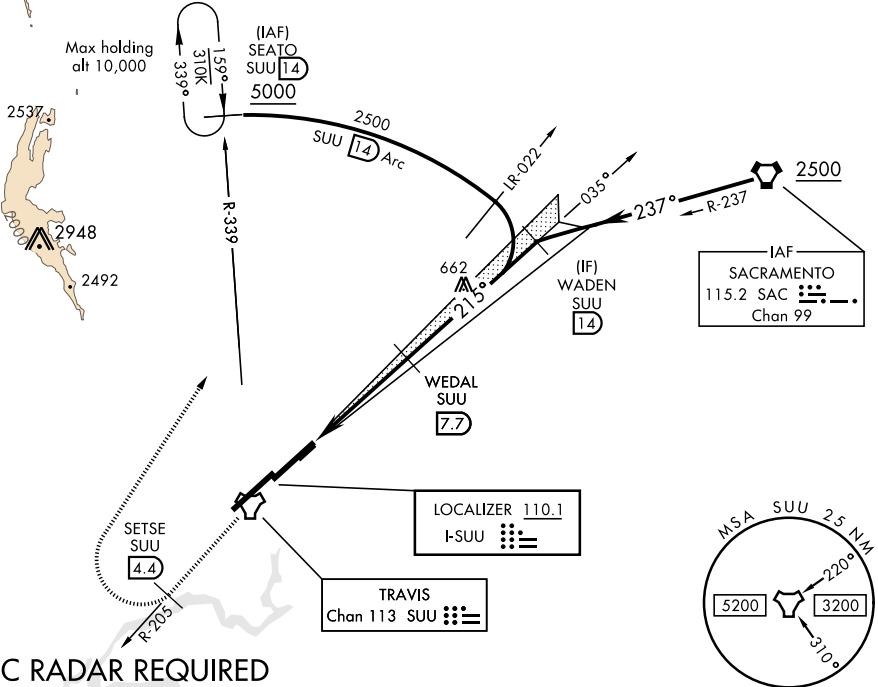 Max holding
alt 10,000
339°
310K
159°
(IAF)
SEATO
SUU 14
5000
2500
SUU 14 Arc
LR-022
035°
237°
R-237
2500
IAF
SACRAMENTO
115.2 SAC
Chan 99
2537
2948
2492
R-339
662
215°
(IF)
WADEN
SUU
14
WEDAL
SUU
7.7
LOCALIZER 110.1
I-SUU
SETSE
SUU
4.4
R-205
TRAVIS
Chan 113 SUU
MSA SUU 25 NM
220°
5200
3200
310°
C RADAR REQUIRED